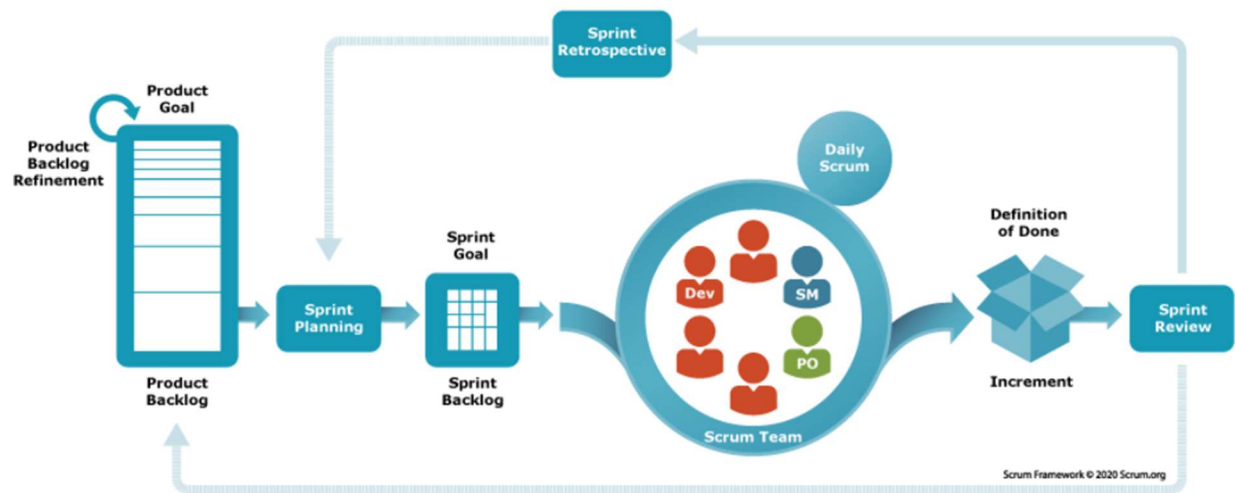 Sprint
Retrospective
Product
Goal
Product
Backlog
Refinement
Daily
Scrum
Definition
of Done
Sprint
Goal
Dev
SM
Sprint
Planning
Sprint
Review
PO
Product
Backlog
Sprint
Backlog
Increment
Scrum Team
Scrum Framework © 2020 Scrum.org